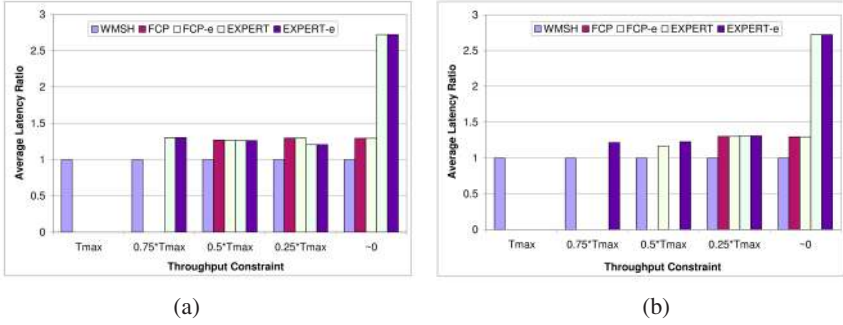 3
WMSH FCP FCP-e EXPERT EXPERT-e
2.5
2
1.5
1
0.5
0
Average Latency Ratio
Tmax 0.75*Tmax 0.5*Tmax 0.25*Tmax ~0
Throughput Constraint
(a)
3
WMSH FCP FCP-e EXPERT EXPERT-e
2.5
2
1.5
1
0.5
0
Average Latency Ratio
Tmax 0.75*Tmax 0.5*Tmax 0.25*Tmax ~0
Throughput Constraint
(b)